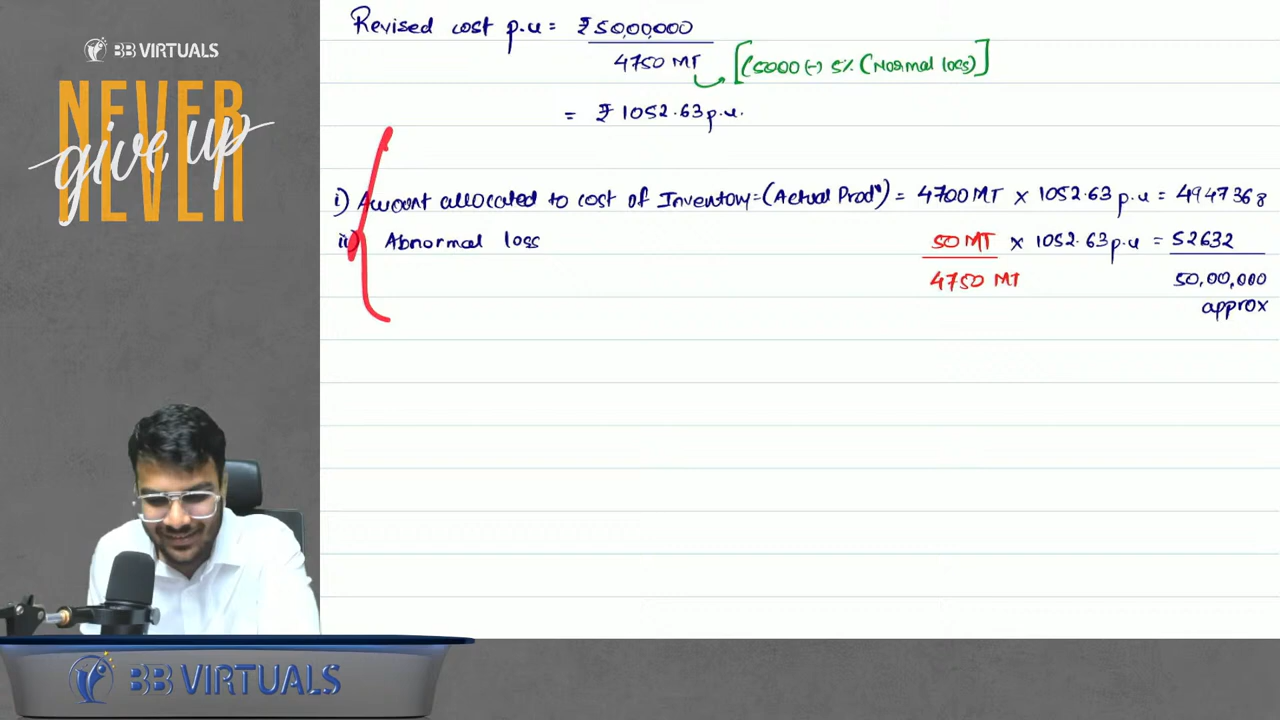 BB VIRTUALS
NEVER
give up
NEVER
Revised cost p.u = ₹50,00,000
4750 MT [(5000 (-) 5% (Normal loss)]
= ₹ 1052.63 p.u.
i) Amount allocated to cost of Inventory = (Actual Prodⁿ) = 4700 MT x 1052.63 p.u = 4947368
ii) Abnormal loss 50 MT x 1052.63 p.u = 52632
4750 MT 50,00,000
approx
BB VIRTUALS